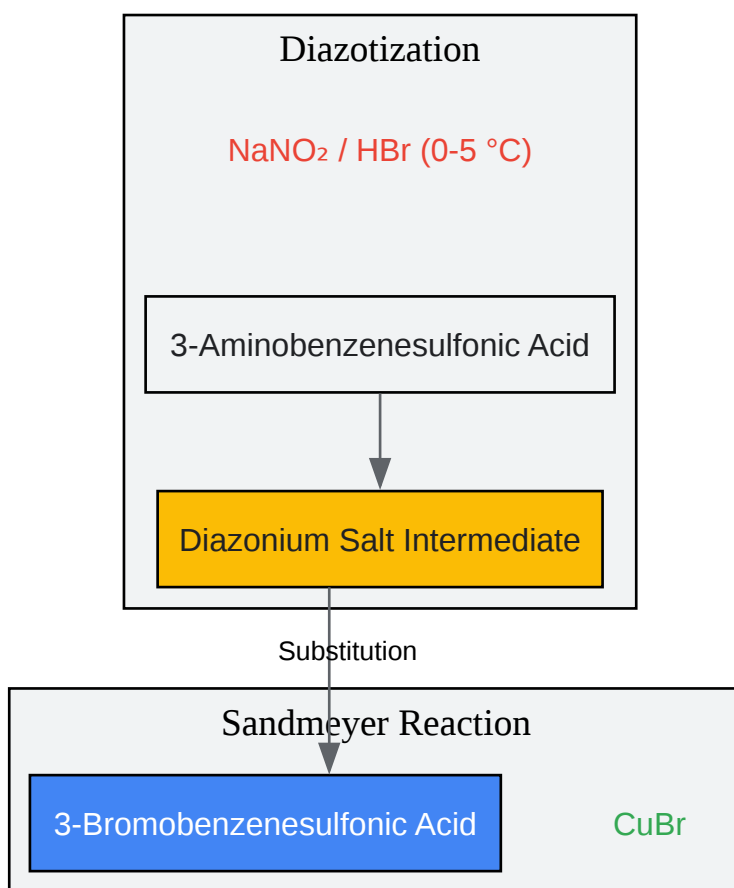 Diazotization
NaNO₂ / HBr (0-5 °C)
3-Aminobenzenesulfonic Acid
Diazonium Salt Intermediate
Substitution
Sandmeyer Reaction
3-Bromobenzenesulfonic Acid
CuBr